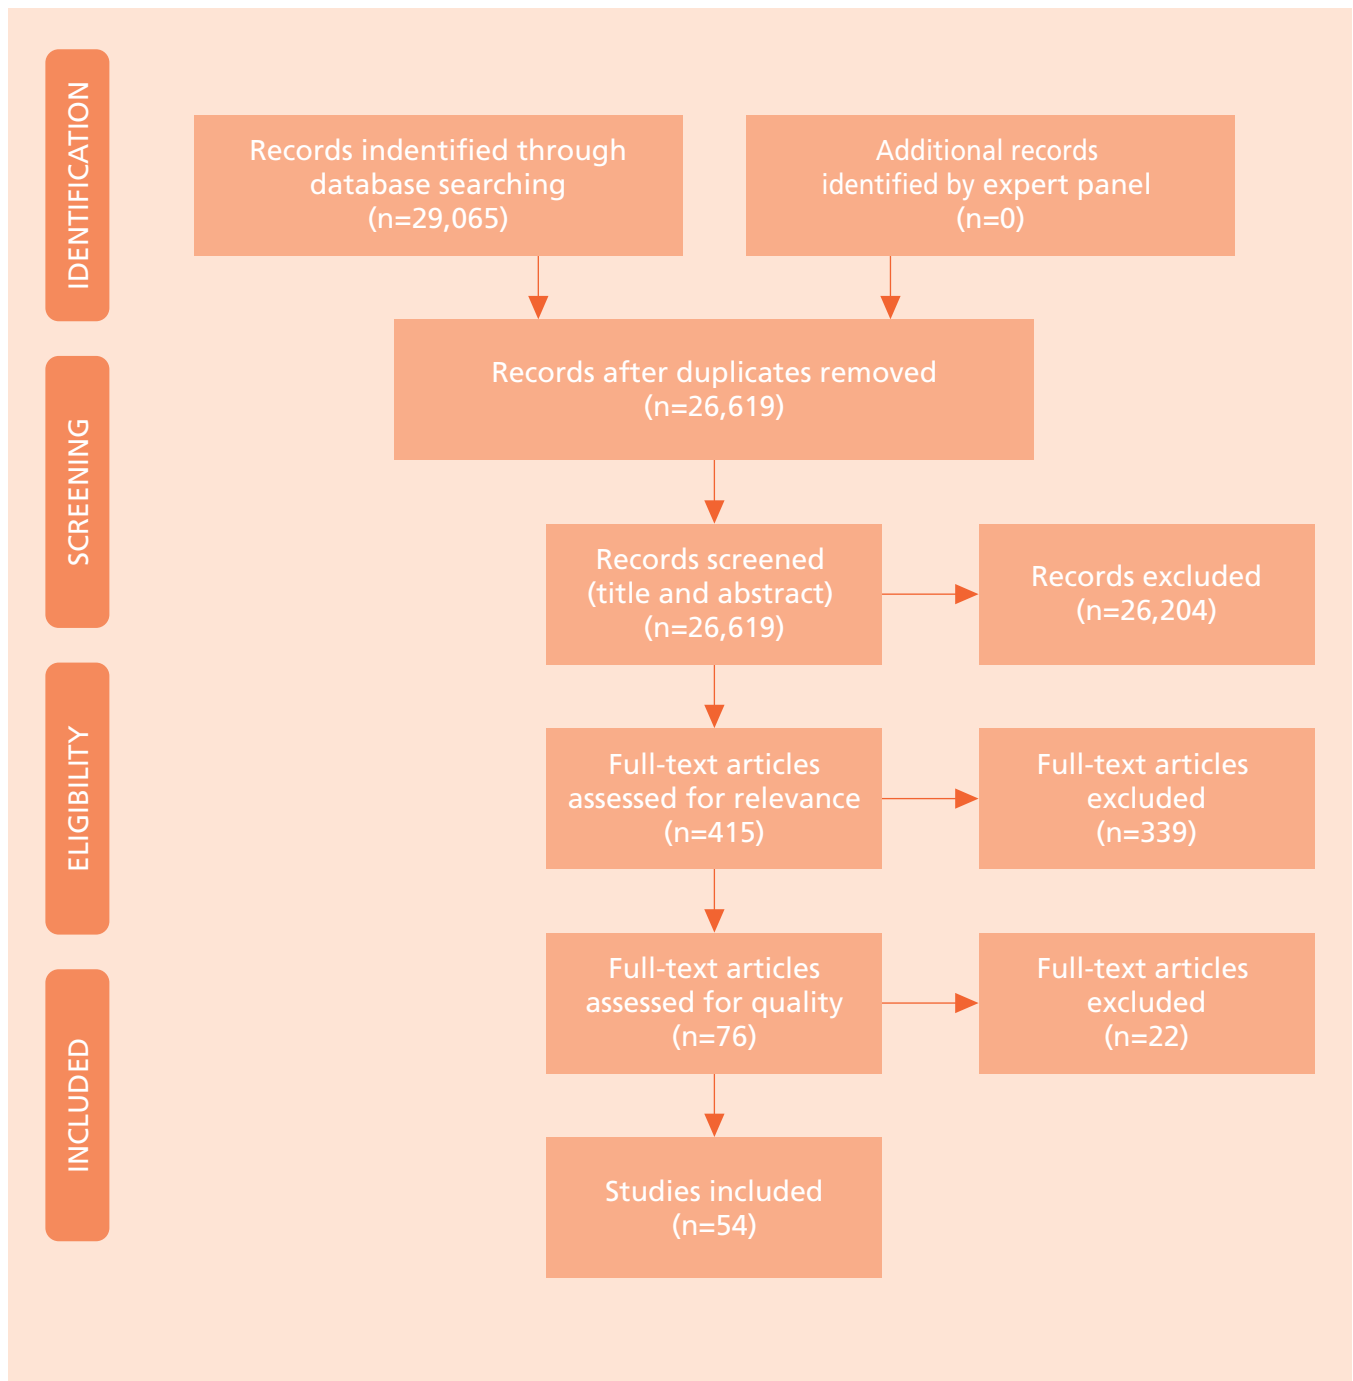 IDENTIFICATION
Records indentified through
database searching
(n=29,065)
Additional records
identified by expert panel
(n=0)
SCREENING
Records after duplicates removed
(n=26,619)
Records screened
(title and abstract)
(n=26,619)
Records excluded
(n=26,204)
ELIGIBILITY
Full-text articles
assessed for relevance
(n=415)
Full-text articles
excluded
(n=339)
INCLUDED
Full-text articles
assessed for quality
(n=76)
Full-text articles
excluded
(n=22)
Studies included
(n=54)